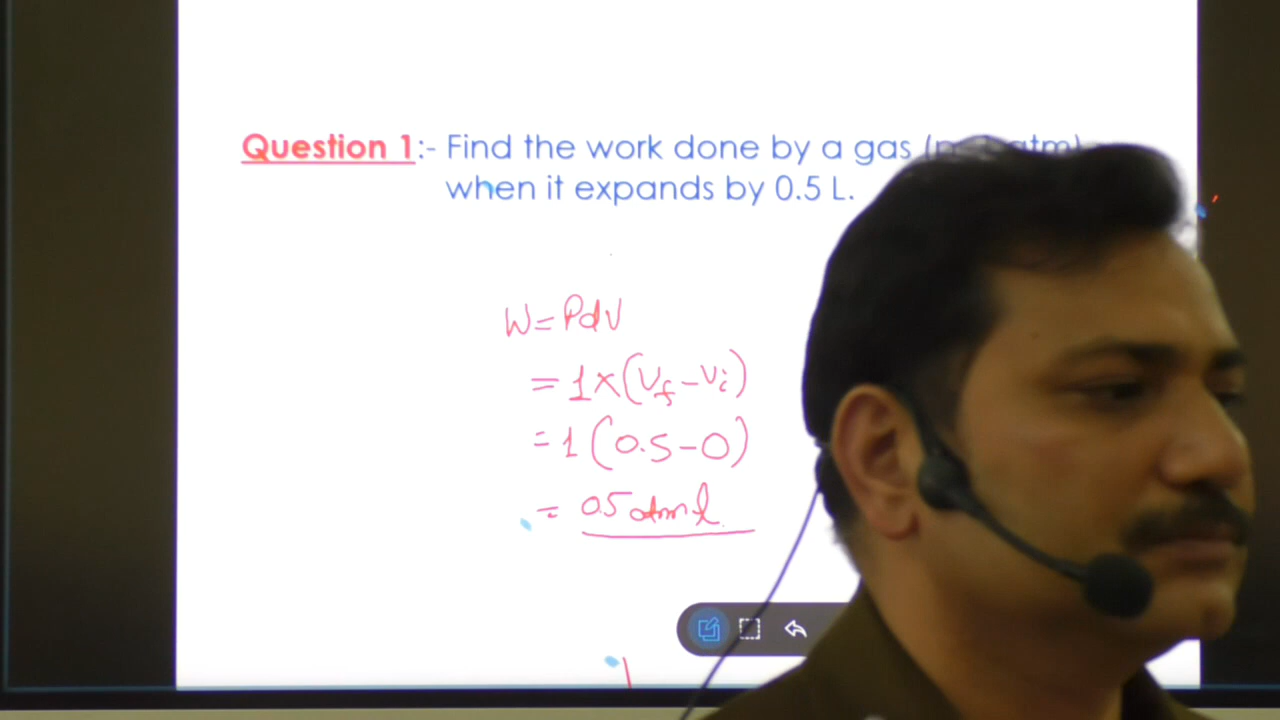 Question 1:- Find the work done by a gas atm)
when it expands by 0.5 L.
W = PdV
= 1×(Vf-Vi)
= 1(0.5-0)
= 0.5 atm l